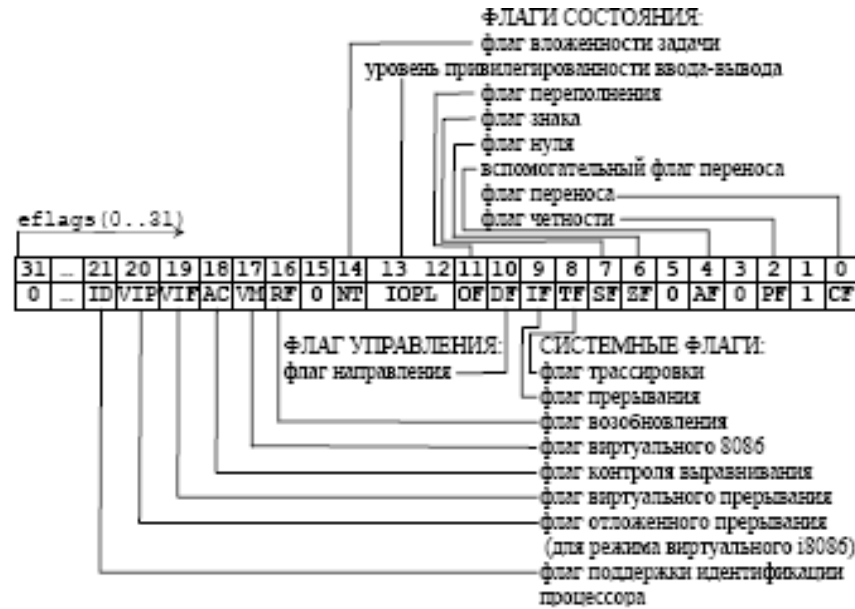 ФЛАГИ СОСТОЯНИЯ:
флаг вложенности задачи
уровень привилегированности ввода-вывода
флаг переполнения
флаг знака
флаг нуля
вспомогательный флаг переноса
флаг переноса
флаг четности
eflags(0..31)
31 … 21 20 19 18 17 16 15 14 13 12 11 10 9 8 7 6 5 4 3 2 1 0
0 … ID VIP VIF AC VM RF 0 NT IOPL OF DF IF TF SF ZF 0 AF 0 PF 1 CF
ФЛАГ УПРАВЛЕНИЯ:
флаг направления
СИСТЕМНЫЕ ФЛАГИ:
флаг трассировки
флаг прерывания
флаг возобновления
флаг виртуального 8086
флаг контроля выравнивания
флаг виртуального прерывания
флаг отложенного прерывания
(для режима виртуального i8086)
флаг поддержки идентификации
процессора